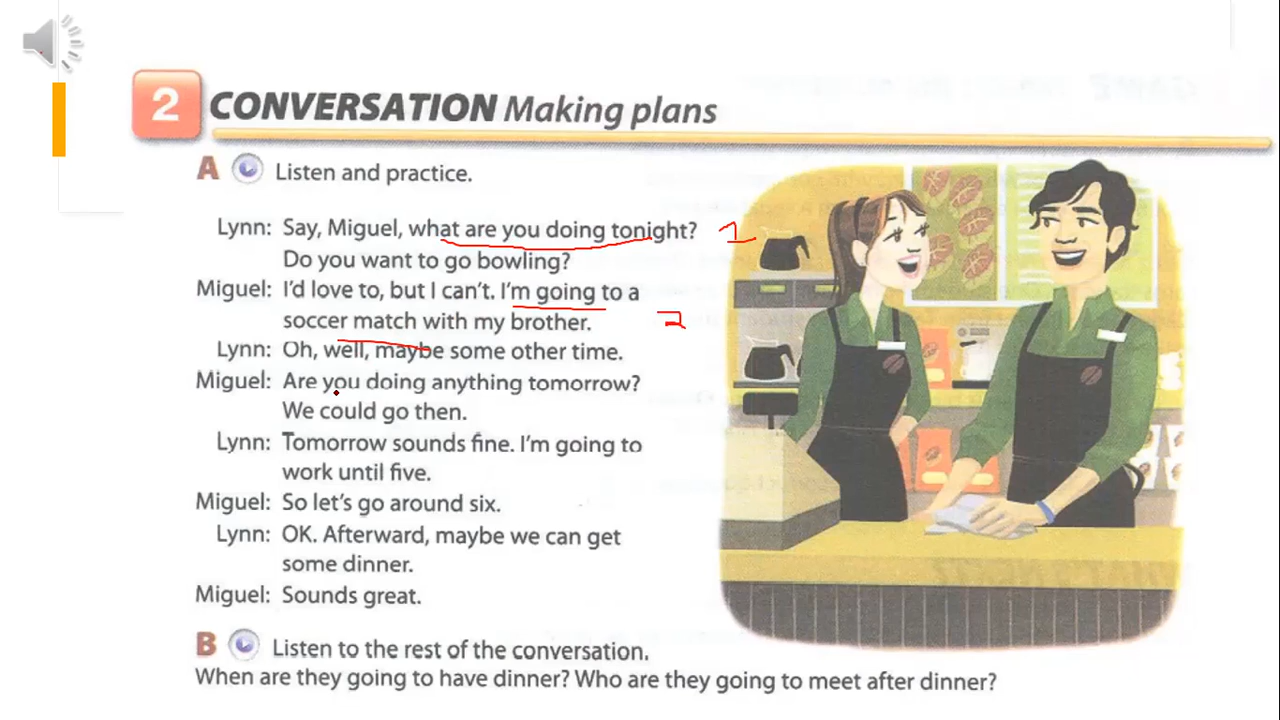 2 CONVERSATION Making plans
A Listen and practice.
Lynn: Say, Miguel, what are you doing tonight? 1
Do you want to go bowling?
Miguel: I'd love to, but I can't. I'm going to a
soccer match with my brother. 2
Lynn: Oh, well, maybe some other time.
Miguel: Are you doing anything tomorrow?
We could go then.
Lynn: Tomorrow sounds fine. I'm going to
work until five.
Miguel: So let's go around six.
Lynn: OK. Afterward, maybe we can get
some dinner.
Miguel: Sounds great.
B Listen to the rest of the conversation.
When are they going to have dinner? Who are they going to meet after dinner?